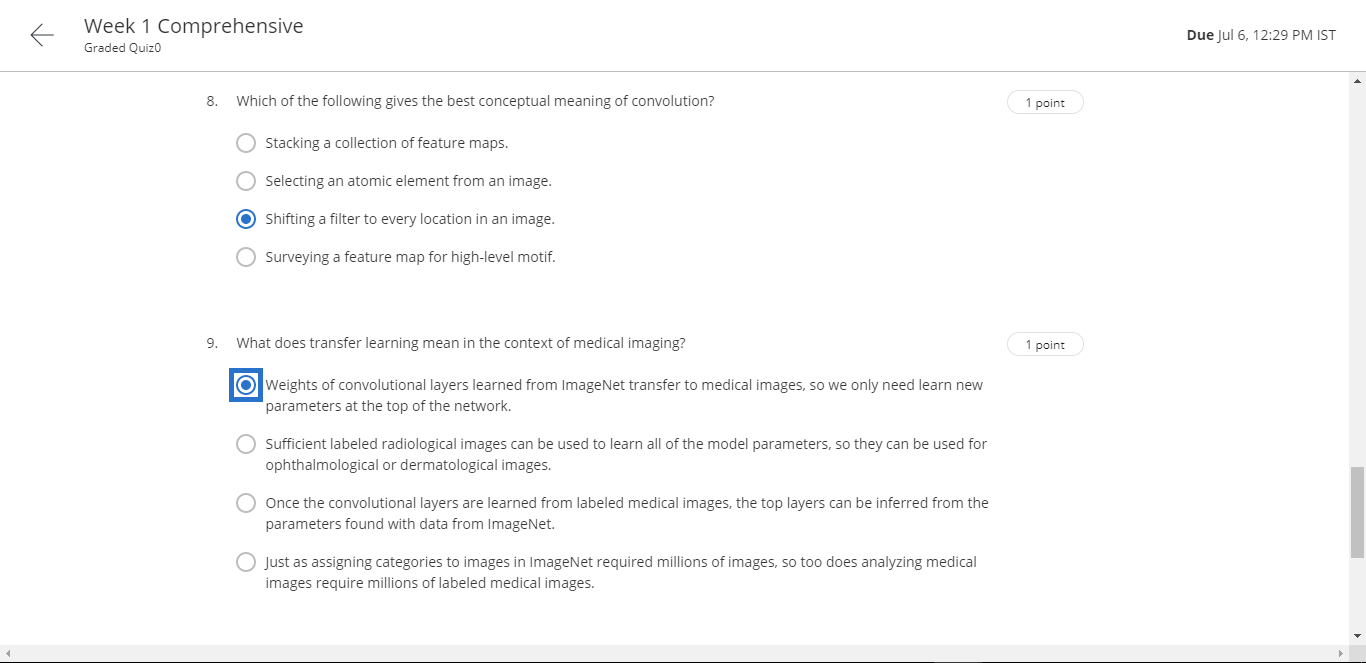 Week 1 Comprehensive
Graded Quiz0
Due Jul 6, 12:29 PM IST
8. Which of the following gives the best conceptual meaning of convolution?
1 point
Stacking a collection of feature maps.
Selecting an atomic element from an image.
Shifting a filter to every location in an image.
Surveying a feature map for high-level motif.
9. What does transfer learning mean in the context of medical imaging?
1 point
Weights of convolutional layers learned from ImageNet transfer to medical images, so we only need learn new
parameters at the top of the network.
Sufficient labeled radiological images can be used to learn all of the model parameters, so they can be used for
ophthalmological or dermatological images.
Once the convolutional layers are learned from labeled medical images, the top layers can be inferred from the
parameters found with data from ImageNet.
Just as assigning categories to images in ImageNet required millions of images, so too does analyzing medical
images require millions of labeled medical images.